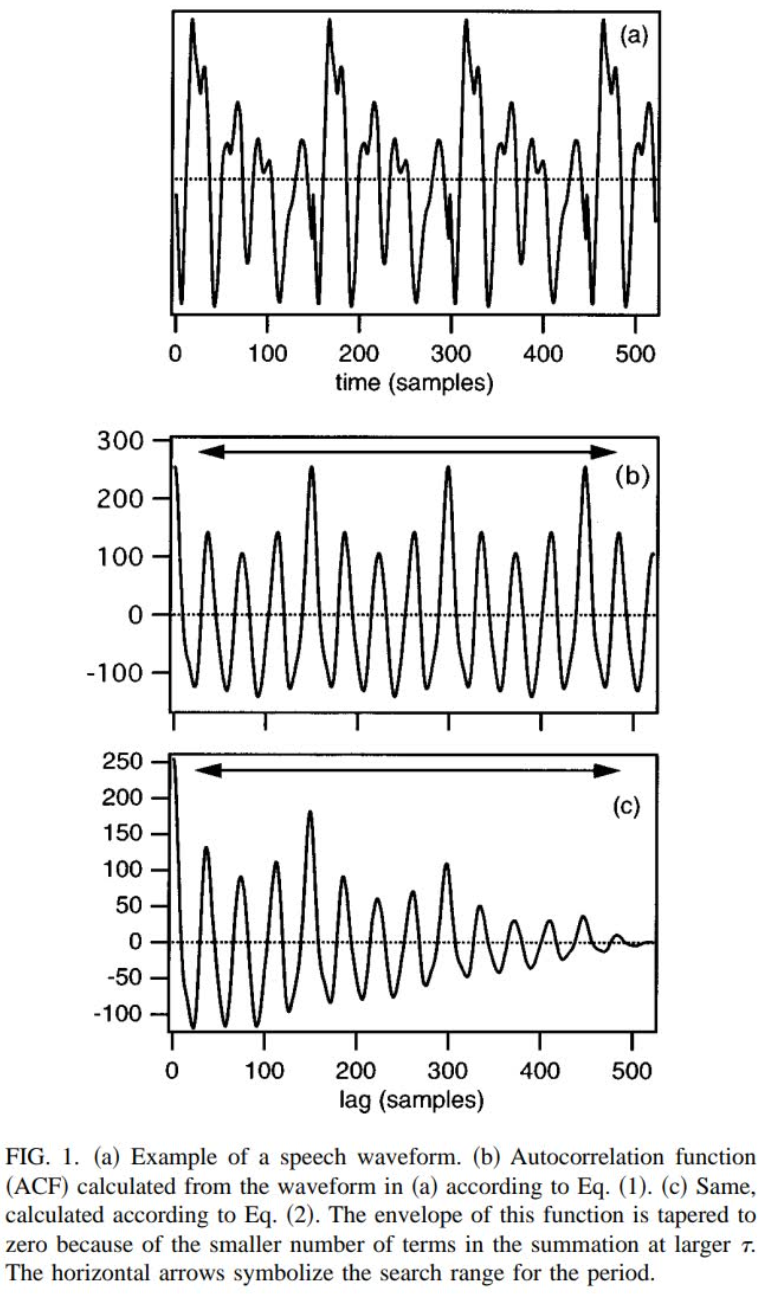 (a)
0 100 200 300 400 500
time (samples)
300
200
100
0
-100
(b)
250
200
150
100
50
0
-50
-100
(c)
0 100 200 300 400 500
lag (samples)
FIG. 1. (a) Example of a speech waveform. (b) Autocorrelation function
(ACF) calculated from the waveform in (a) according to Eq. (1). (c) Same,
calculated according to Eq. (2). The envelope of this function is tapered to
zero because of the smaller number of terms in the summation at larger τ.
The horizontal arrows symbolize the search range for the period.